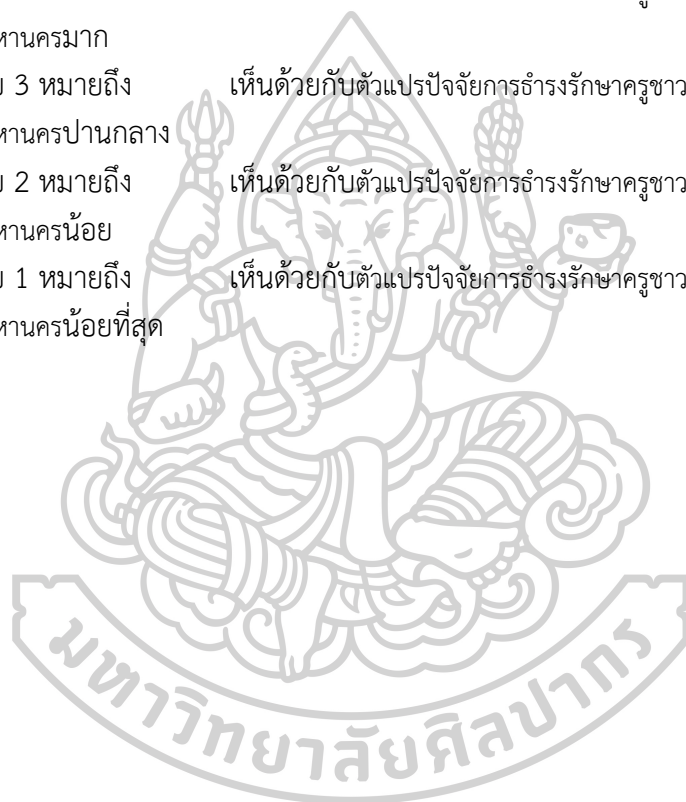 หานครมาก
3 หมายถึง เห็นด้วยกับตัวแปรปัจจัยการธำรงรักษาครูชาว
หานครปานกลาง
2 หมายถึง เห็นด้วยกับตัวแปรปัจจัยการธำรงรักษาครูชาว
หานครน้อย
1 หมายถึง เห็นด้วยกับตัวแปรปัจจัยการธำรงรักษาครูชาว
หานครน้อยที่สุด
มหาวิทยาลัยศิลปากร